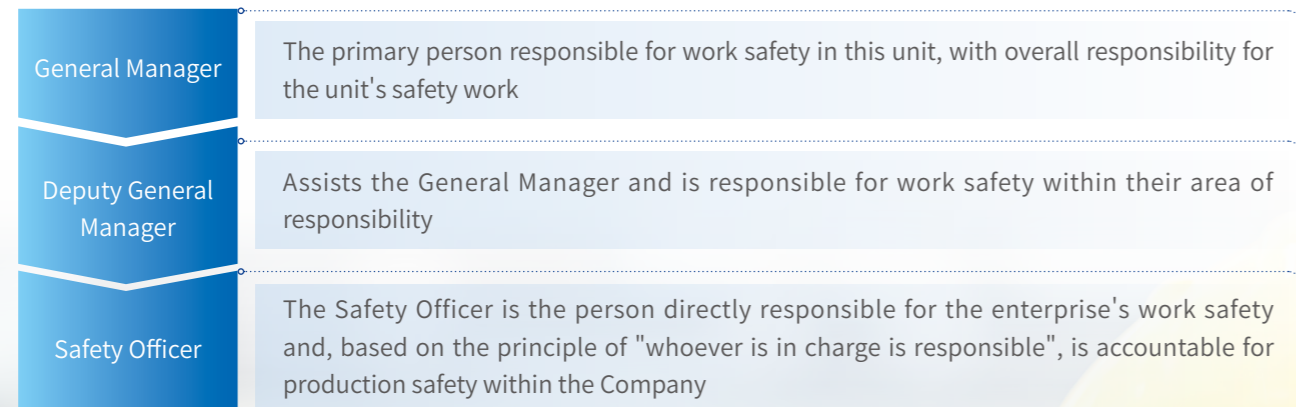 General Manager
The primary person responsible for work safety in this unit, with overall responsibility for
the unit's safety work
Deputy General
Manager
Assists the General Manager and is responsible for work safety within their area of
responsibility
Safety Officer
The Safety Officer is the person directly responsible for the enterprise's work safety
and, based on the principle of "whoever is in charge is responsible", is accountable for
production safety within the Company